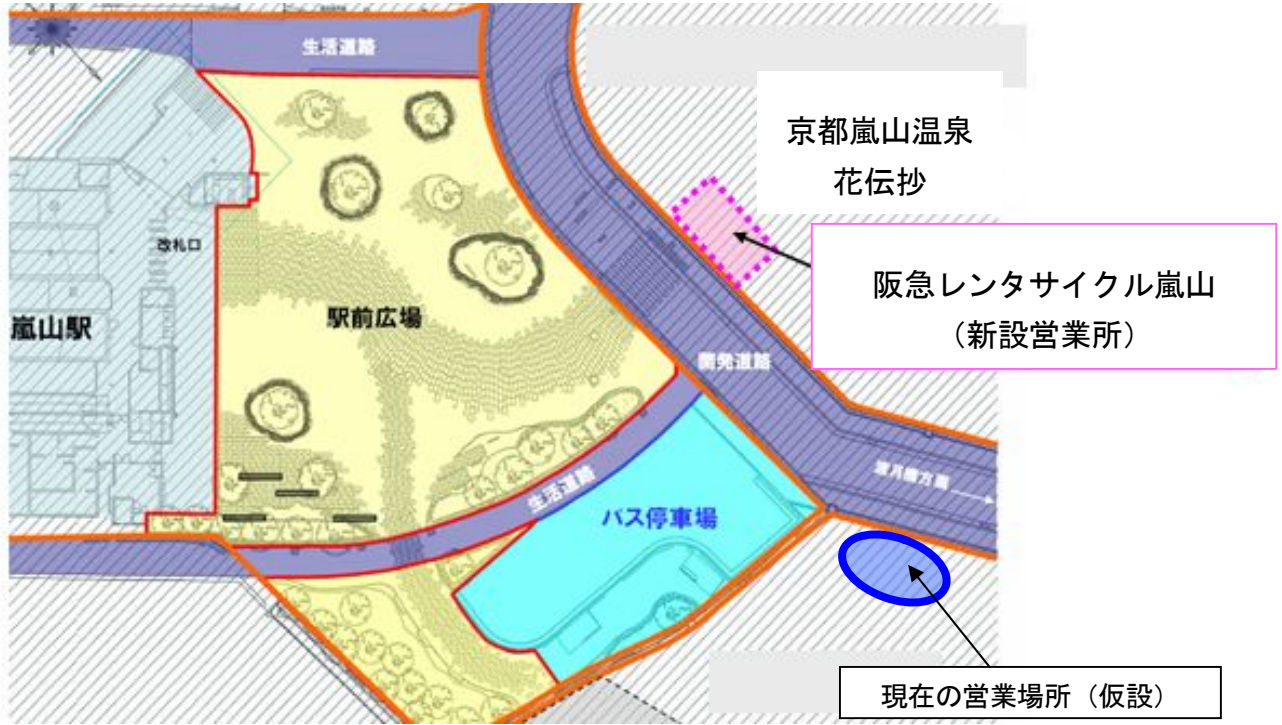 生活道路
京都嵐山温泉
花伝抄
改札口
阪急レンタサイクル嵐山
（新設営業所）
嵐山駅
駅前広場
開発道路
渡月橋方面
生活道路
バス停車場
現在の営業場所（仮設）